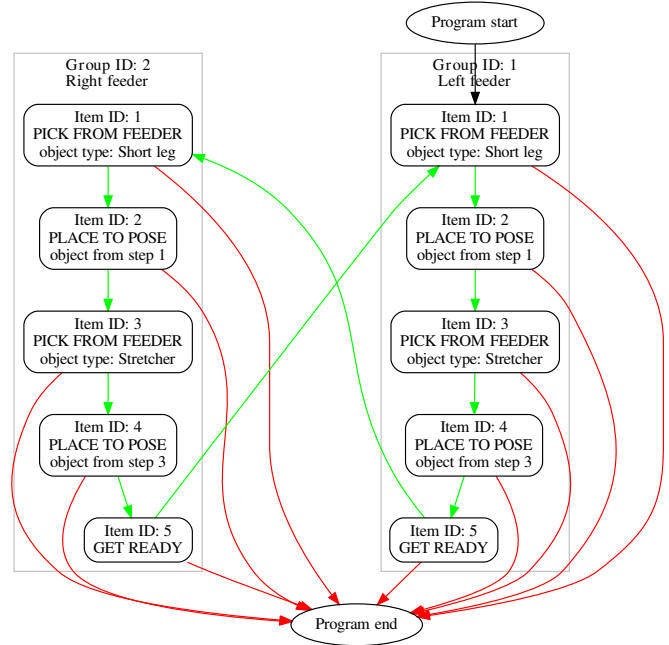 Program start
Group ID: 2
Right feeder
Item ID: 1
PICK FROM FEEDER
object type: Short leg
Item ID: 2
PLACE TO POSE
object from step 1
Item ID: 3
PICK FROM FEEDER
object type: Stretcher
Item ID: 4
PLACE TO POSE
object from step 3
Item ID: 5
GET READY
Group ID: 1
Left feeder
Item ID: 1
PICK FROM FEEDER
object type: Short leg
Item ID: 2
PLACE TO POSE
object from step 1
Item ID: 3
PICK FROM FEEDER
object type: Stretcher
Item ID: 4
PLACE TO POSE
object from step 3
Item ID: 5
GET READY
Program end